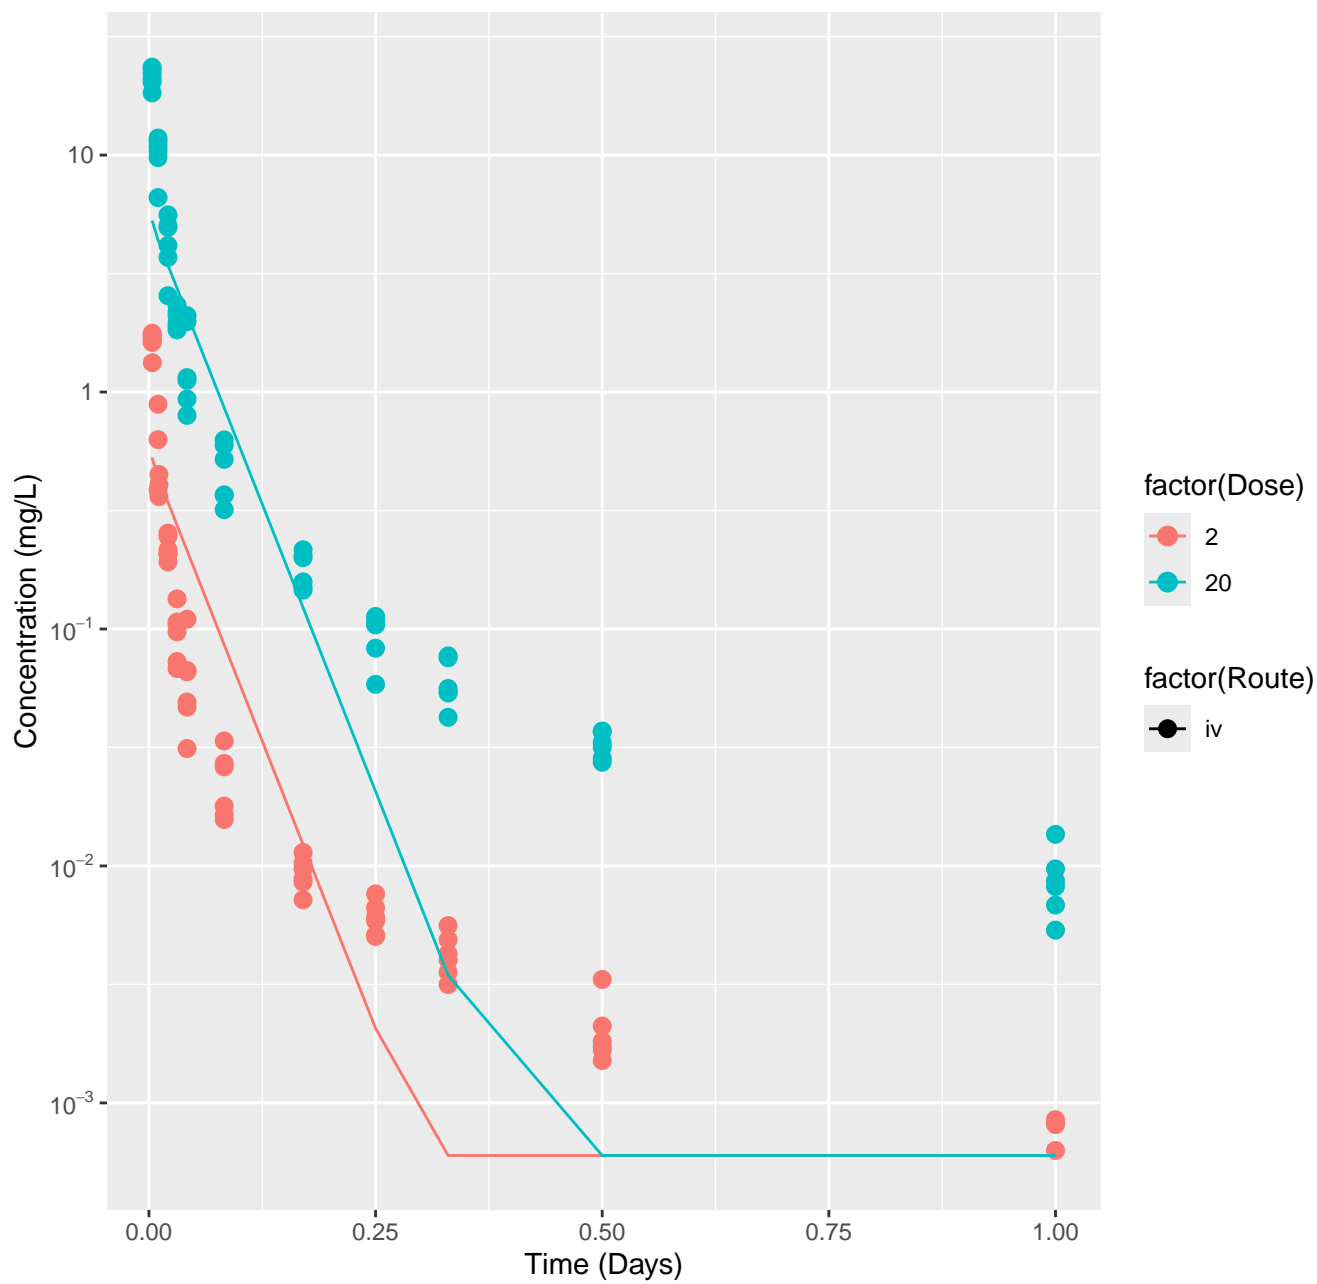 10
1
10⁻¹
10⁻²
10⁻³
Concentration (mg/L)
0.00
0.25
0.50
0.75
1.00
Time (Days)
factor(Dose)
2
20
factor(Route)
iv